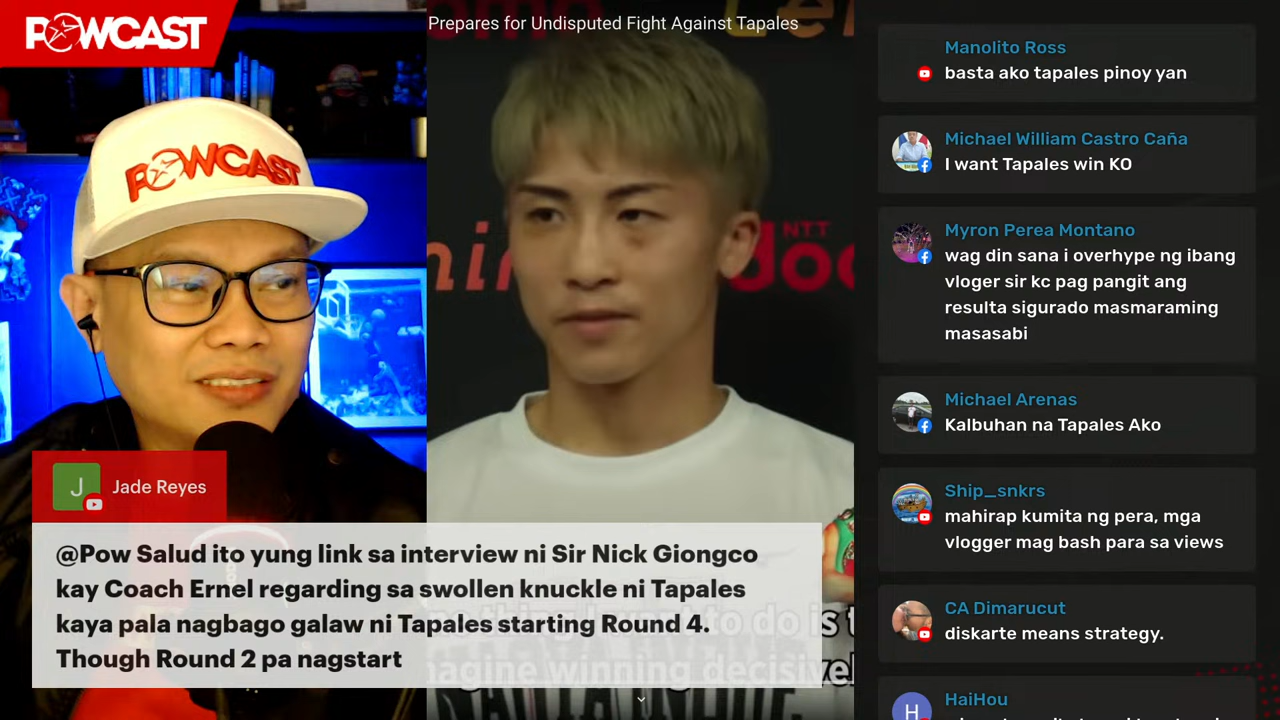 POWCAST
Prepares for Undisputed Fight Against Tapales
POWCAST
NTT
Jade Reyes
@Pow Salud ito yung link sa interview ni Sir Nick Giongco
kay Coach Ernel regarding sa swollen knuckle ni Tapales
kaya pala nagbago galaw ni Tapales starting Round 4.
Though Round 2 pa nagstart
Manolito Ross
basta ako tapales pinoy yan
Michael William Castro Caña
I want Tapales win KO
Myron Perea Montano
wag din sana i overhype ng ibang
vloger sir kc pag pangit ang
resulta sigurado masmaraming
masasabi
Michael Arenas
Kalbuhan na Tapales Ako
Ship_snkrs
mahirap kumita ng pera, mga
vlogger mag bash para sa views
CA Dimarucut
diskarte means strategy.
HaiHou